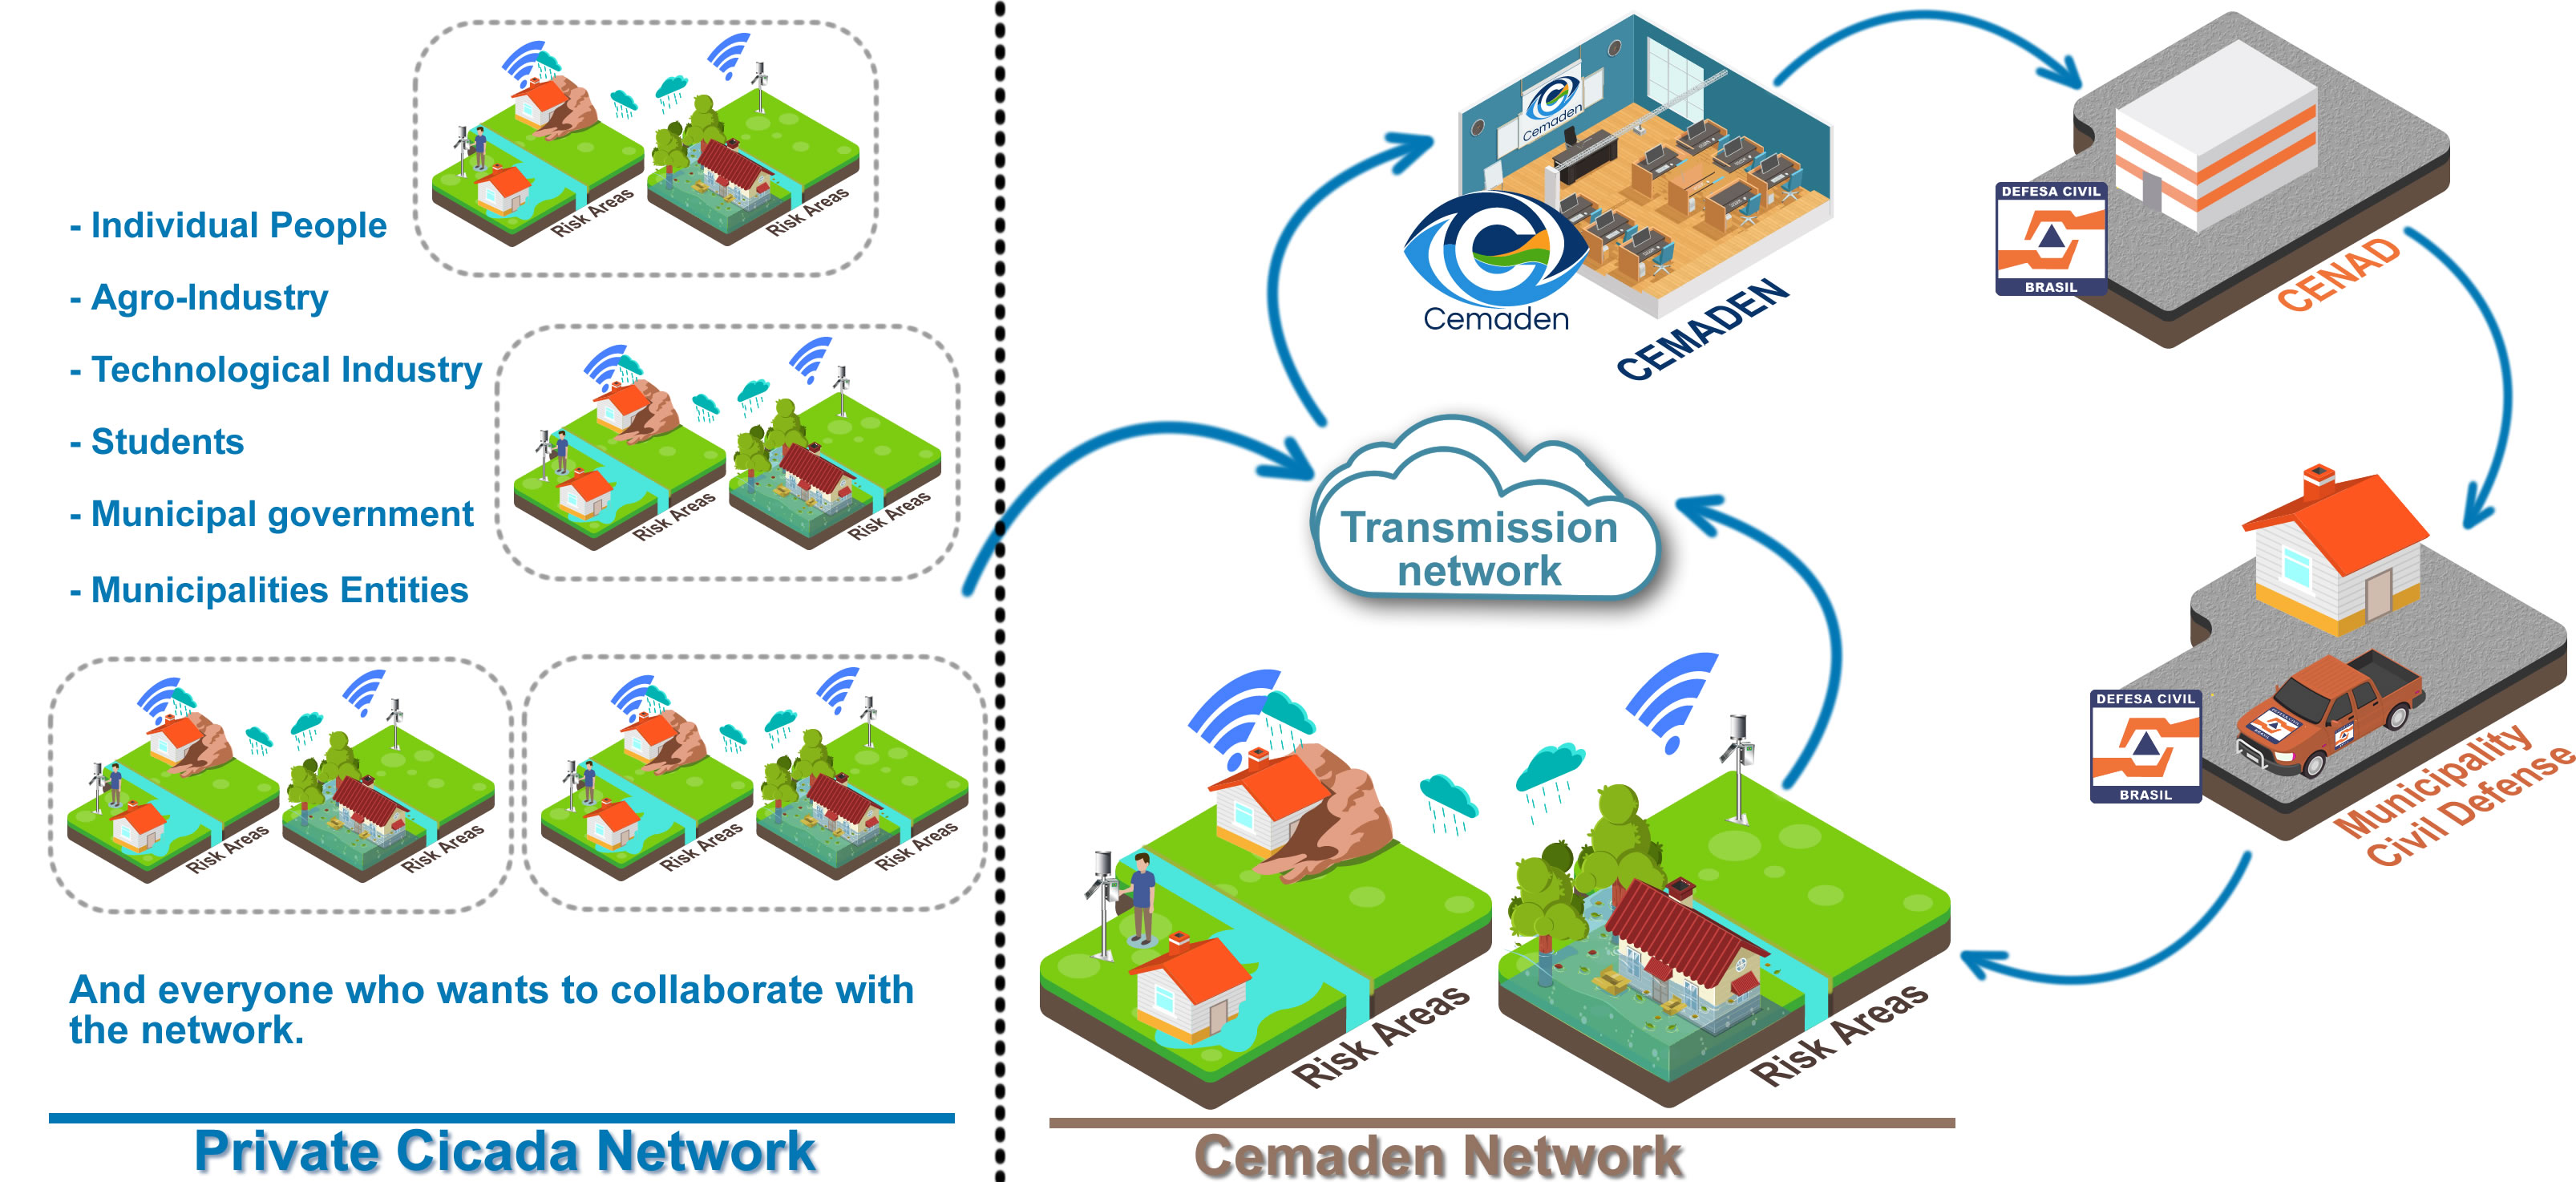 - Individual People
- Agro-Industry
- Technological Industry
- Students
- Municipal government
- Municipalities Entities
Risk Areas
Risk Areas
Risk Areas
Risk Areas
Risk Areas
Risk Areas
Risk Areas
Risk Areas
And everyone who wants to collaborate with
the network.
Private Cicada Network
Cemaden
Cemaden
CEMADEN
DEFESA CIVIL
BRASIL
CENAD
Transmission
network
DEFESA CIVIL
BRASIL
Municipality
Civil Defense
Risk Areas
Risk Areas
Cemaden Network